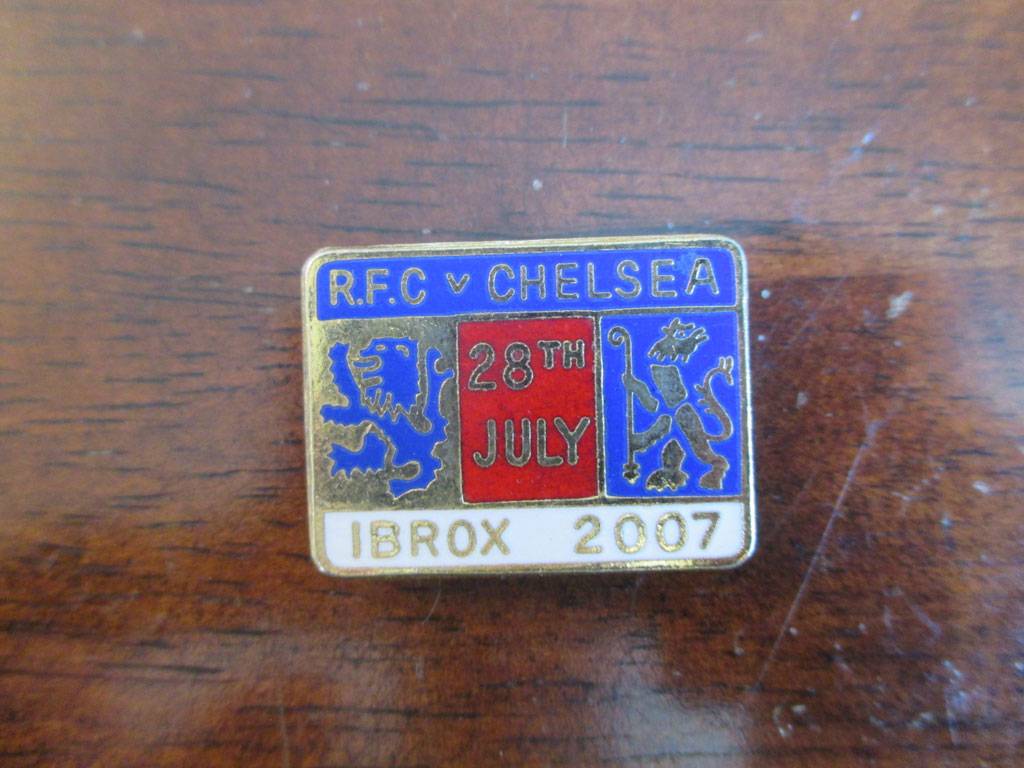 R.F.C v CHELSEA
28TH
JULY
IBROX 2007